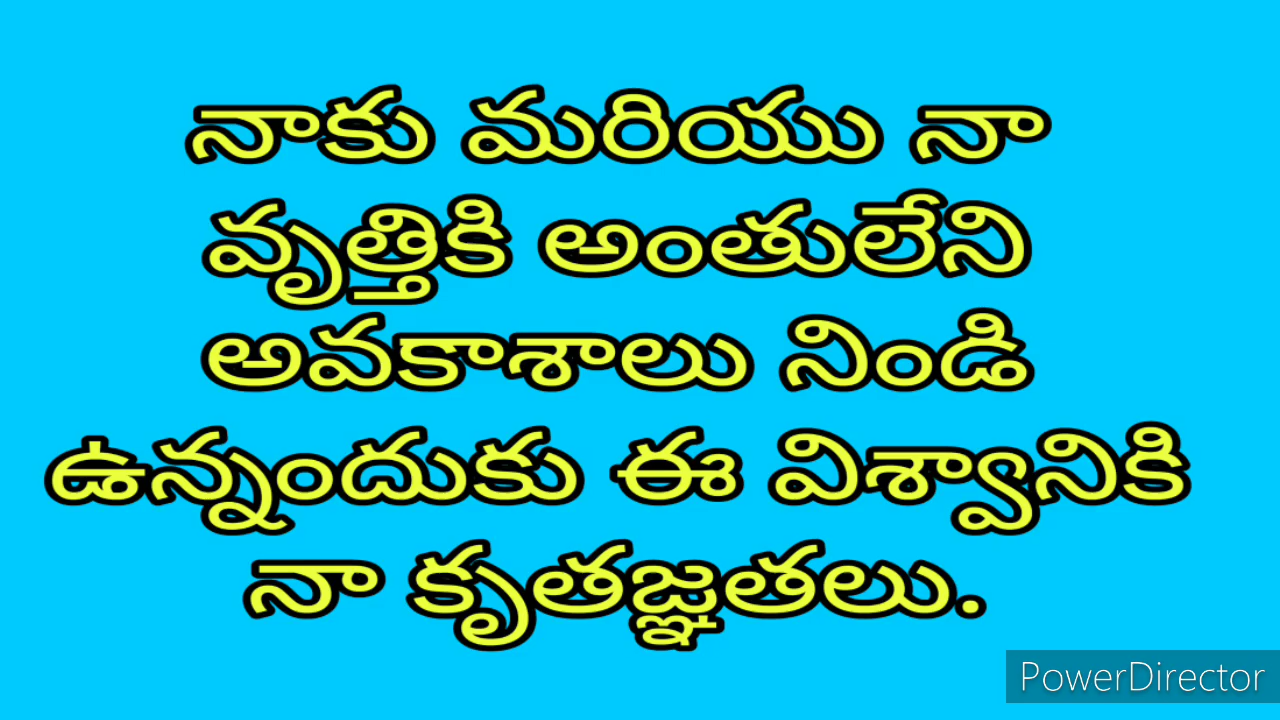 నాకు మరియు నా
వృత్తికి అంతులేని
అవకాశాలు నిండి
ఉన్నందుకు ఈ విశ్వానికి
నా కృతజ్ఞతలు.
PowerDirector